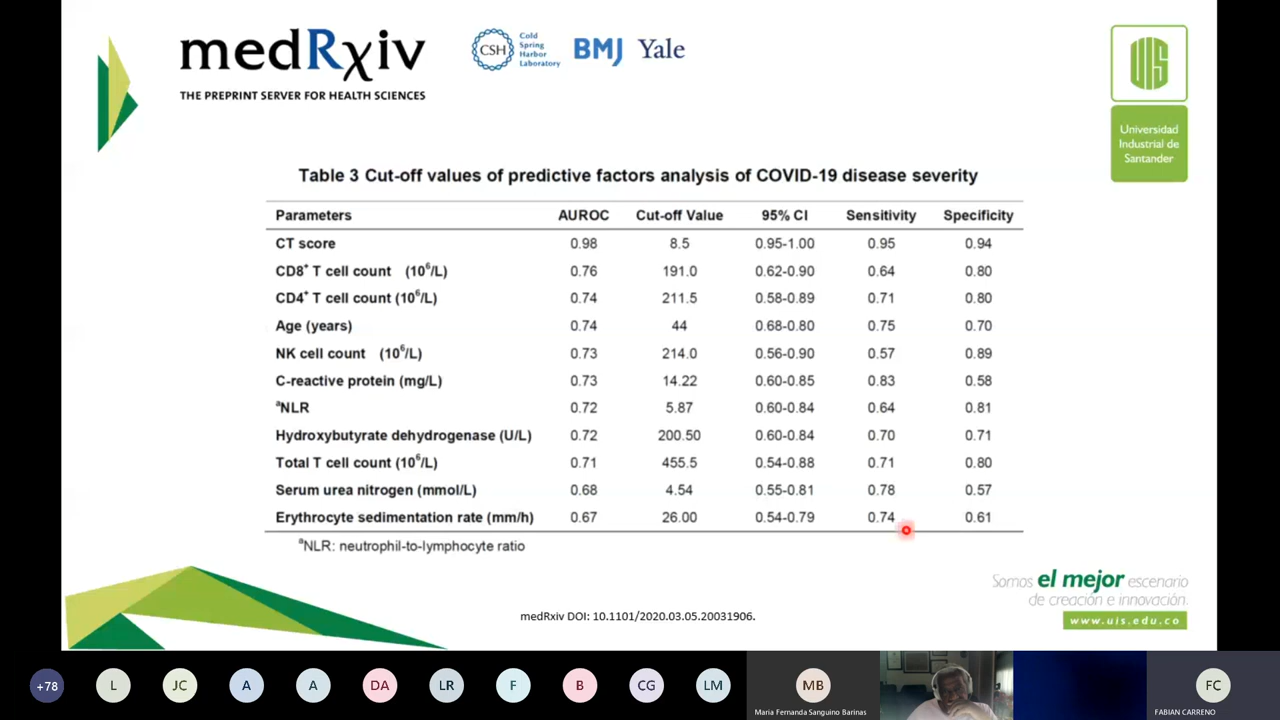 medRxiv
THE PREPRINT SERVER FOR HEALTH SCIENCES
CSH
Cold
Spring
Harbor
Laboratory
BMJ Yale
UIS
Universidad
Industrial de
Santander
Table 3 Cut-off values of predictive factors analysis of COVID-19 disease severity
Parameters AUROC Cut-off Value 95% CI Sensitivity Specificity
CT score 0.98 8.5 0.95-1.00 0.95 0.94
CD8⁺ T cell count (10⁶/L) 0.76 191.0 0.62-0.90 0.64 0.80
CD4⁺ T cell count (10⁶/L) 0.74 211.5 0.58-0.89 0.71 0.80
Age (years) 0.74 44 0.68-0.80 0.75 0.70
NK cell count (10⁶/L) 0.73 214.0 0.56-0.90 0.57 0.89
C-reactive protein (mg/L) 0.73 14.22 0.60-0.85 0.83 0.58
ᵃNLR 0.72 5.87 0.60-0.84 0.64 0.81
Hydroxybutyrate dehydrogenase (U/L) 0.72 200.50 0.60-0.84 0.70 0.71
Total T cell count (10⁶/L) 0.71 455.5 0.54-0.88 0.71 0.80
Serum urea nitrogen (mmol/L) 0.68 4.54 0.55-0.81 0.78 0.57
Erythrocyte sedimentation rate (mm/h) 0.67 26.00 0.54-0.79 0.74 0.61
ᵃNLR: neutrophil-to-lymphocyte ratio
Somos el mejor escenario
de creación e innovación.
www.uis.edu.co
medRxiv DOI: 10.1101/2020.03.05.20031906.
+78 L JC A A DA LR F B CG LM MB FC
Maria Fernanda Sanguino Barinas
FABIAN CARRENO